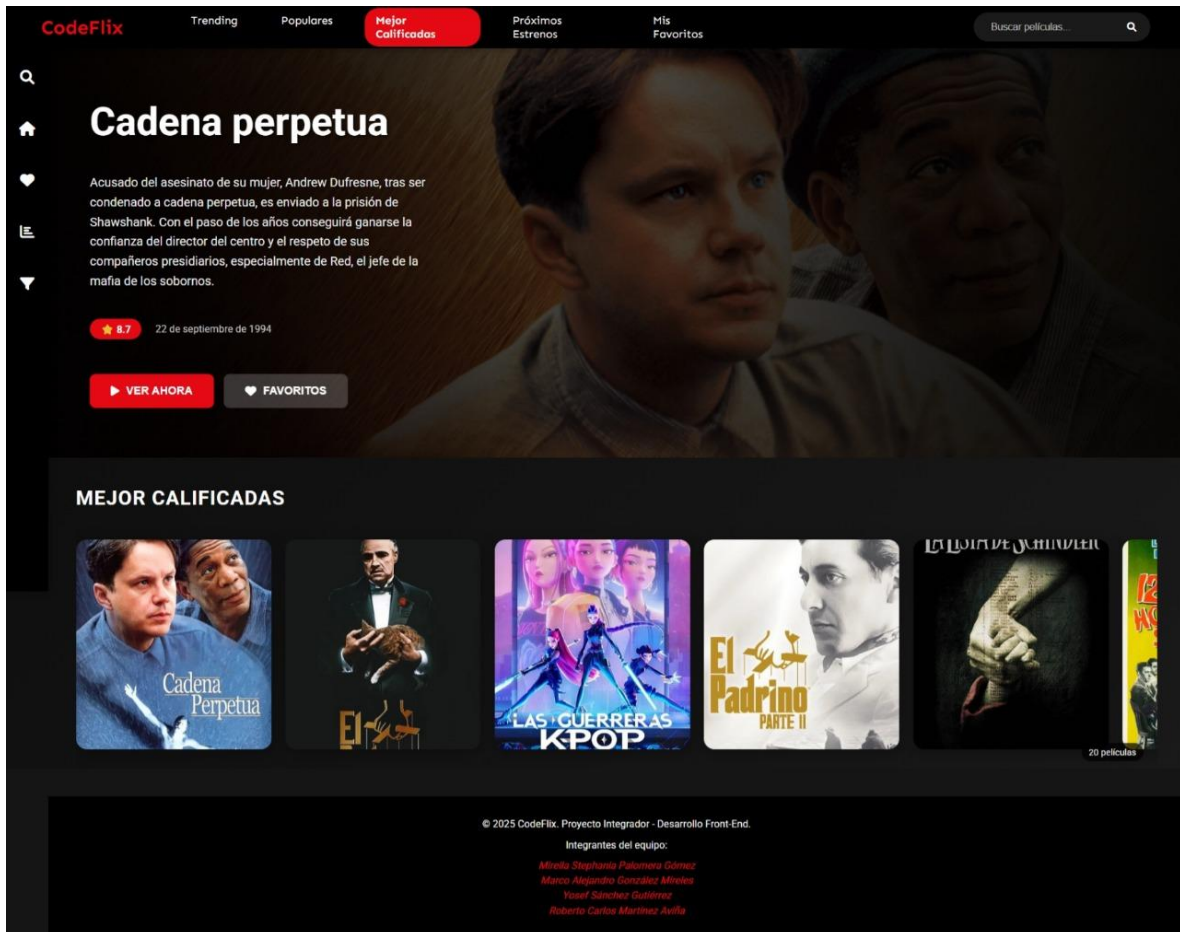 CodeFlix
Trending
Populares
Mejor
Calificadas
Próximos
Estrenos
Mis
Favoritos
Buscar películas...
Cadena perpetua
Acusado del asesinato de su mujer, Andrew Dufresne, tras ser
condenado a cadena perpetua, es enviado a la prisión de
Shawshank. Con el paso de los años conseguirá ganarse la
confianza del director del centro y el respeto de sus
compañeros presidiarios, especialmente de Red, el jefe de la
mafia de los sobornos.
8.7
22 de septiembre de 1994
VER AHORA
FAVORITOS
MEJOR CALIFICADAS
Cadena
Perpetua
El
LAS GUERRERAS
KPOP
El
Padrino
PARTE II
LA LISTA DE SCHINDLER
20 películas
© 2025 CodeFlix. Proyecto Integrador - Desarrollo Front-End.
Integrantes del equipo:
Mirella Stephania Palomera Gómez
Marco Alejandro González Mireles
Yosef Sánchez Gutiérrez
Roberto Carlos Martínez Aviña